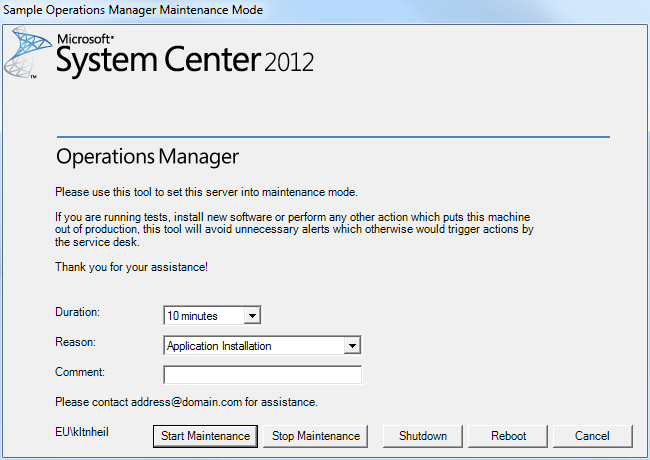 Sample Operations Manager Maintenance Mode
Microsoft®
System Center 2012
™
Operations Manager
Please use this tool to set this server into maintenance mode.
If you are running tests, install new software or perform any other action which puts this machine
out of production, this tool will avoid unnecessary alerts which otherwise would trigger actions by
the service desk.
Thank you for your assistance!
Duration: 10 minutes
Reason: Application Installation
Comment:
Please contact address@domain.com for assistance.
EU\kltnheil Start Maintenance Stop Maintenance Shutdown Reboot Cancel